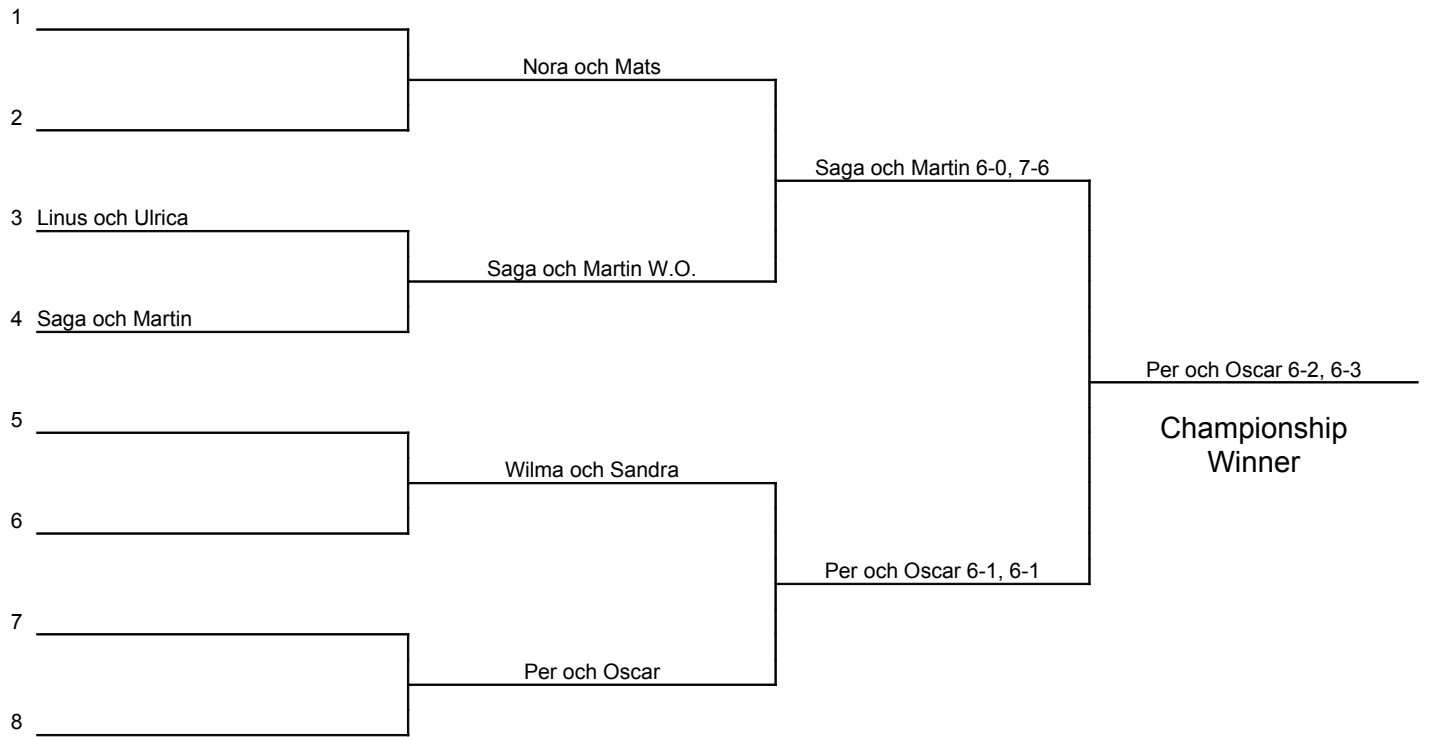 1
Nora och Mats
2
Saga och Martin 6-0, 7-6
3 Linus och Ulrica
Saga och Martin W.O.
4 Saga och Martin
Per och Oscar 6-2, 6-3
5
Championship
Winner
Wilma och Sandra
6
Per och Oscar 6-1, 6-1
7
Per och Oscar
8